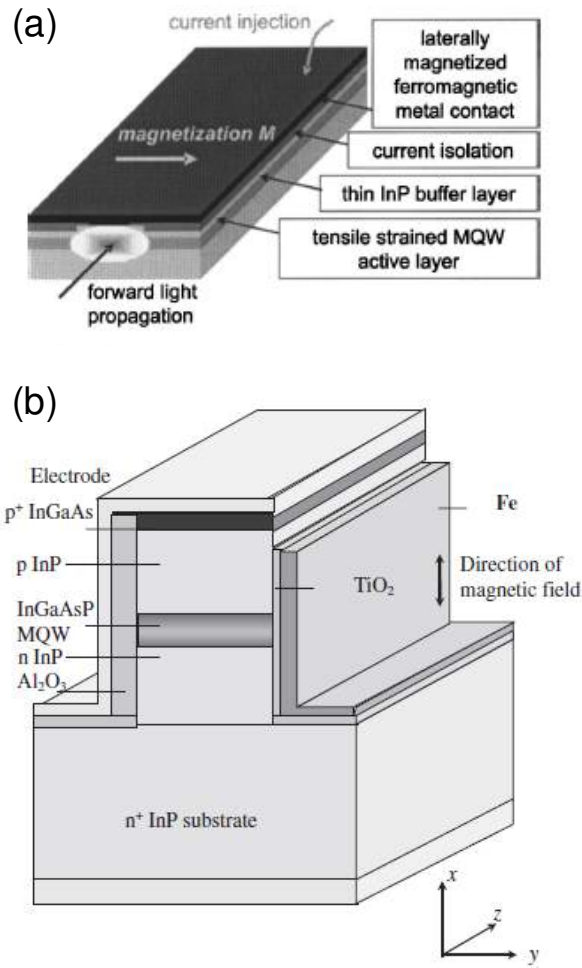 (a)
current injection
laterally
magnetized
ferromagnetic
metal contact
magnetization M
current isolation
thin InP buffer layer
tensile strained MQW
active layer
forward light
propagation
(b)
Electrode
p⁺ InGaAs
Fe
p InP
TiO₂
Direction of
magnetic field
InGaAsP
MQW
n InP
Al₂O₃
n⁺ InP substrate
x
z
y